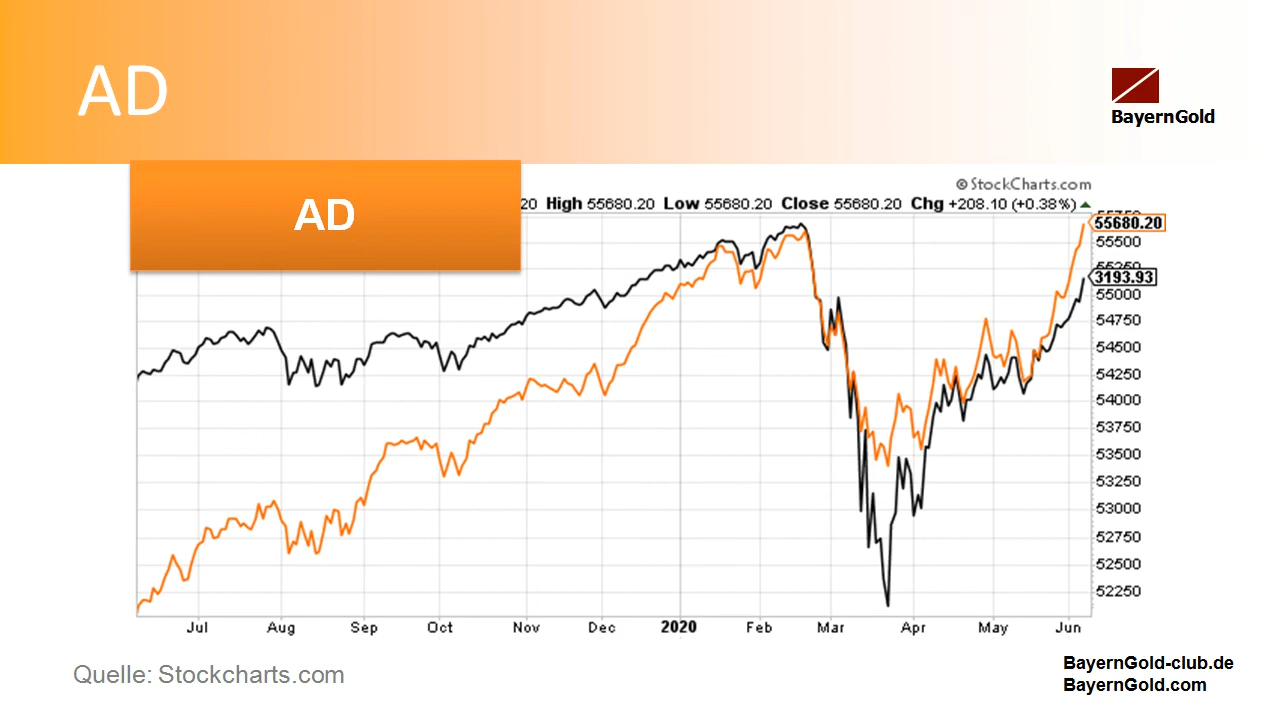 AD
BayernGold
AD
©StockCharts.com
20 High 55680.20 Low 55680.20 Close 55680.20 Chg +208.10 (+0.38%)
55680.20
55500
55250
3193.93
55000
54750
54500
54250
54000
53750
53500
53250
53000
52750
52500
52250
Jul Aug Sep Oct Nov Dec 2020 Feb Mar Apr May Jun
Quelle: Stockcharts.com
BayernGold-club.de
BayernGold.com